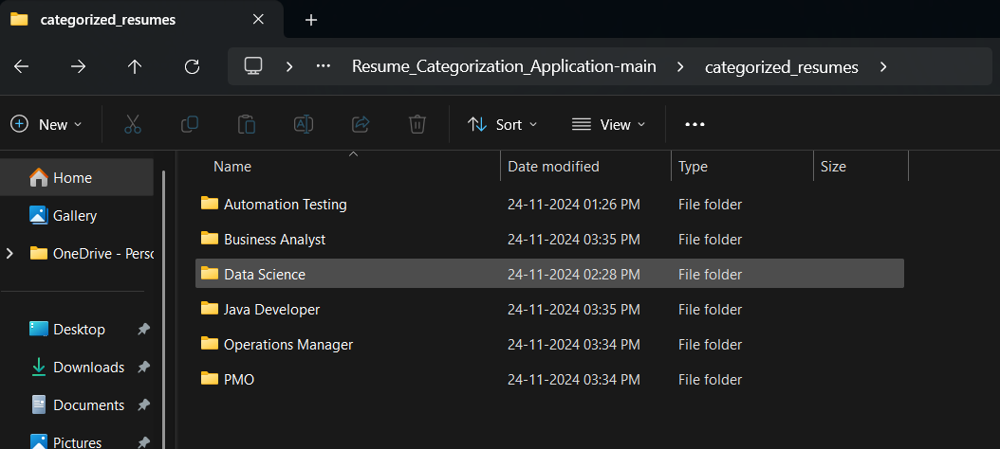 categorized_resumes
Resume_Categorization_Application-main categorized_resumes
New Sort View
Home
Gallery
OneDrive - Perso
Desktop
Downloads
Documents
Pictures
Name Date modified Type Size
Automation Testing 24-11-2024 01:26 PM File folder
Business Analyst 24-11-2024 03:35 PM File folder
Data Science 24-11-2024 02:28 PM File folder
Java Developer 24-11-2024 03:35 PM File folder
Operations Manager 24-11-2024 03:34 PM File folder
PMO 24-11-2024 03:34 PM File folder